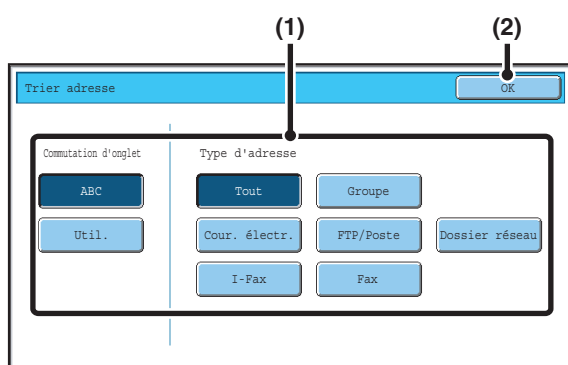 (1) (2)
Trier adresse OK
Commutation d'onglet Type d'adresse
ABC Tout Groupe
Util. Cour. électr. FTP/Poste Dossier réseau
I-Fax Fax